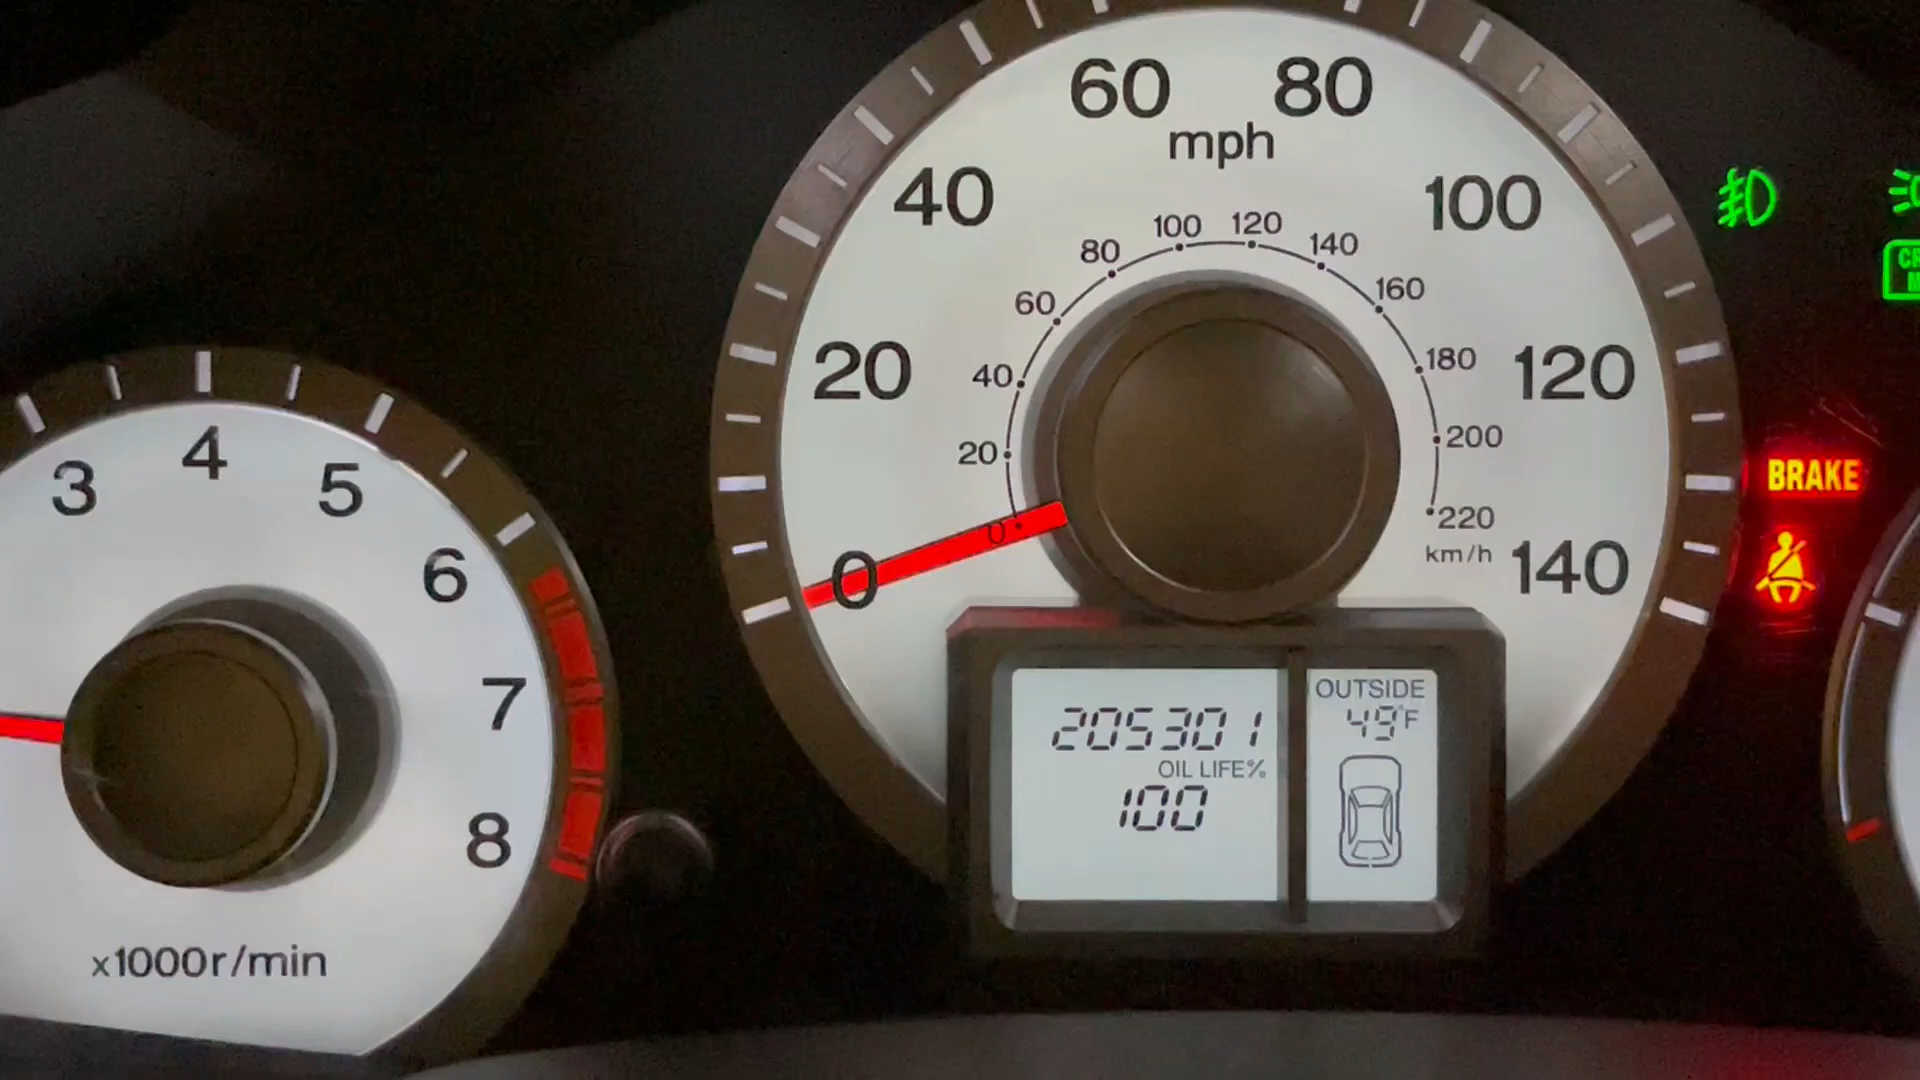 60 80
mph
40 100
20 120
0 140
80 100 120 140
60 160
40 180
20 200
0 220
km/h
3 4 5
6
7
8
x1000r/min
205301
OIL LIFE%
100
OUTSIDE
49°F
BRAKE